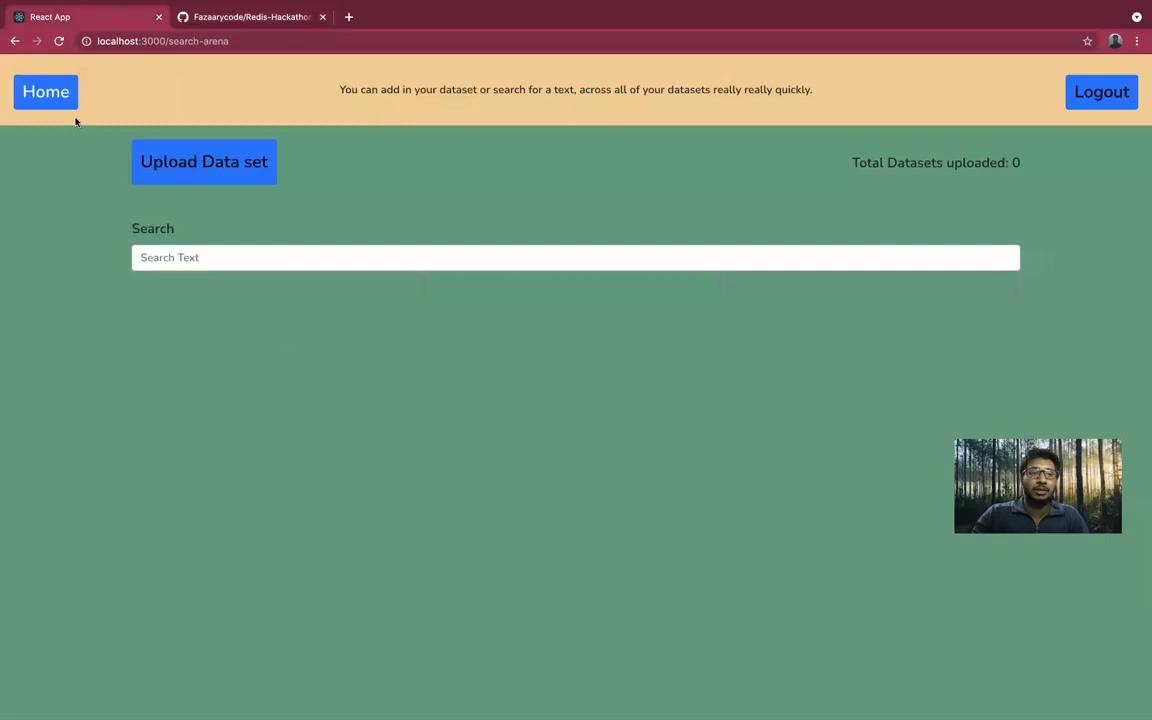 React App
Fazaarycode/Redis-Hackathon
localhost:3000/search-arena
Home
You can add in your dataset or search for a text, across all of your datasets really really quickly.
Logout
Upload Data set
Total Datasets uploaded: 0
Search
Search Text